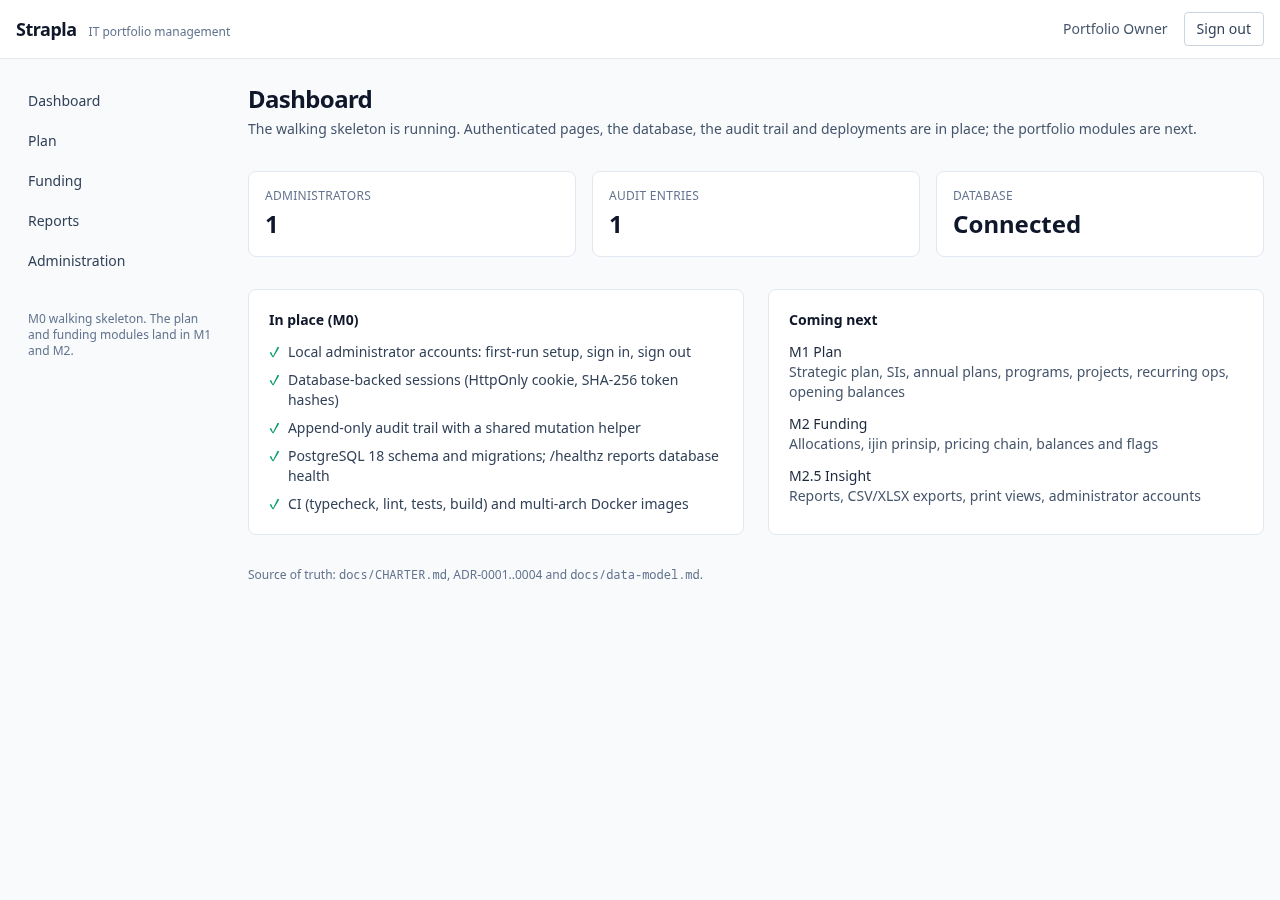 Strapla IT portfolio management Portfolio Owner Sign out
Dashboard
Plan
Funding
Reports
Administration
M0 walking skeleton. The plan
and funding modules land in M1
and M2.
Dashboard
The walking skeleton is running. Authenticated pages, the database, the audit trail and deployments are in place; the portfolio modules are next.
ADMINISTRATORS
1
AUDIT ENTRIES
1
DATABASE
Connected
In place (M0)
✓ Local administrator accounts: first-run setup, sign in, sign out
✓ Database-backed sessions (HttpOnly cookie, SHA-256 token
hashes)
✓ Append-only audit trail with a shared mutation helper
✓ PostgreSQL 18 schema and migrations; /healthz reports database
health
✓ CI (typecheck, lint, tests, build) and multi-arch Docker images
Coming next
M1 Plan
Strategic plan, SIs, annual plans, programs, projects, recurring ops,
opening balances
M2 Funding
Allocations, ijin prinsip, pricing chain, balances and flags
M2.5 Insight
Reports, CSV/XLSX exports, print views, administrator accounts
Source of truth: docs/CHARTER.md, ADR-0001..0004 and docs/data-model.md.